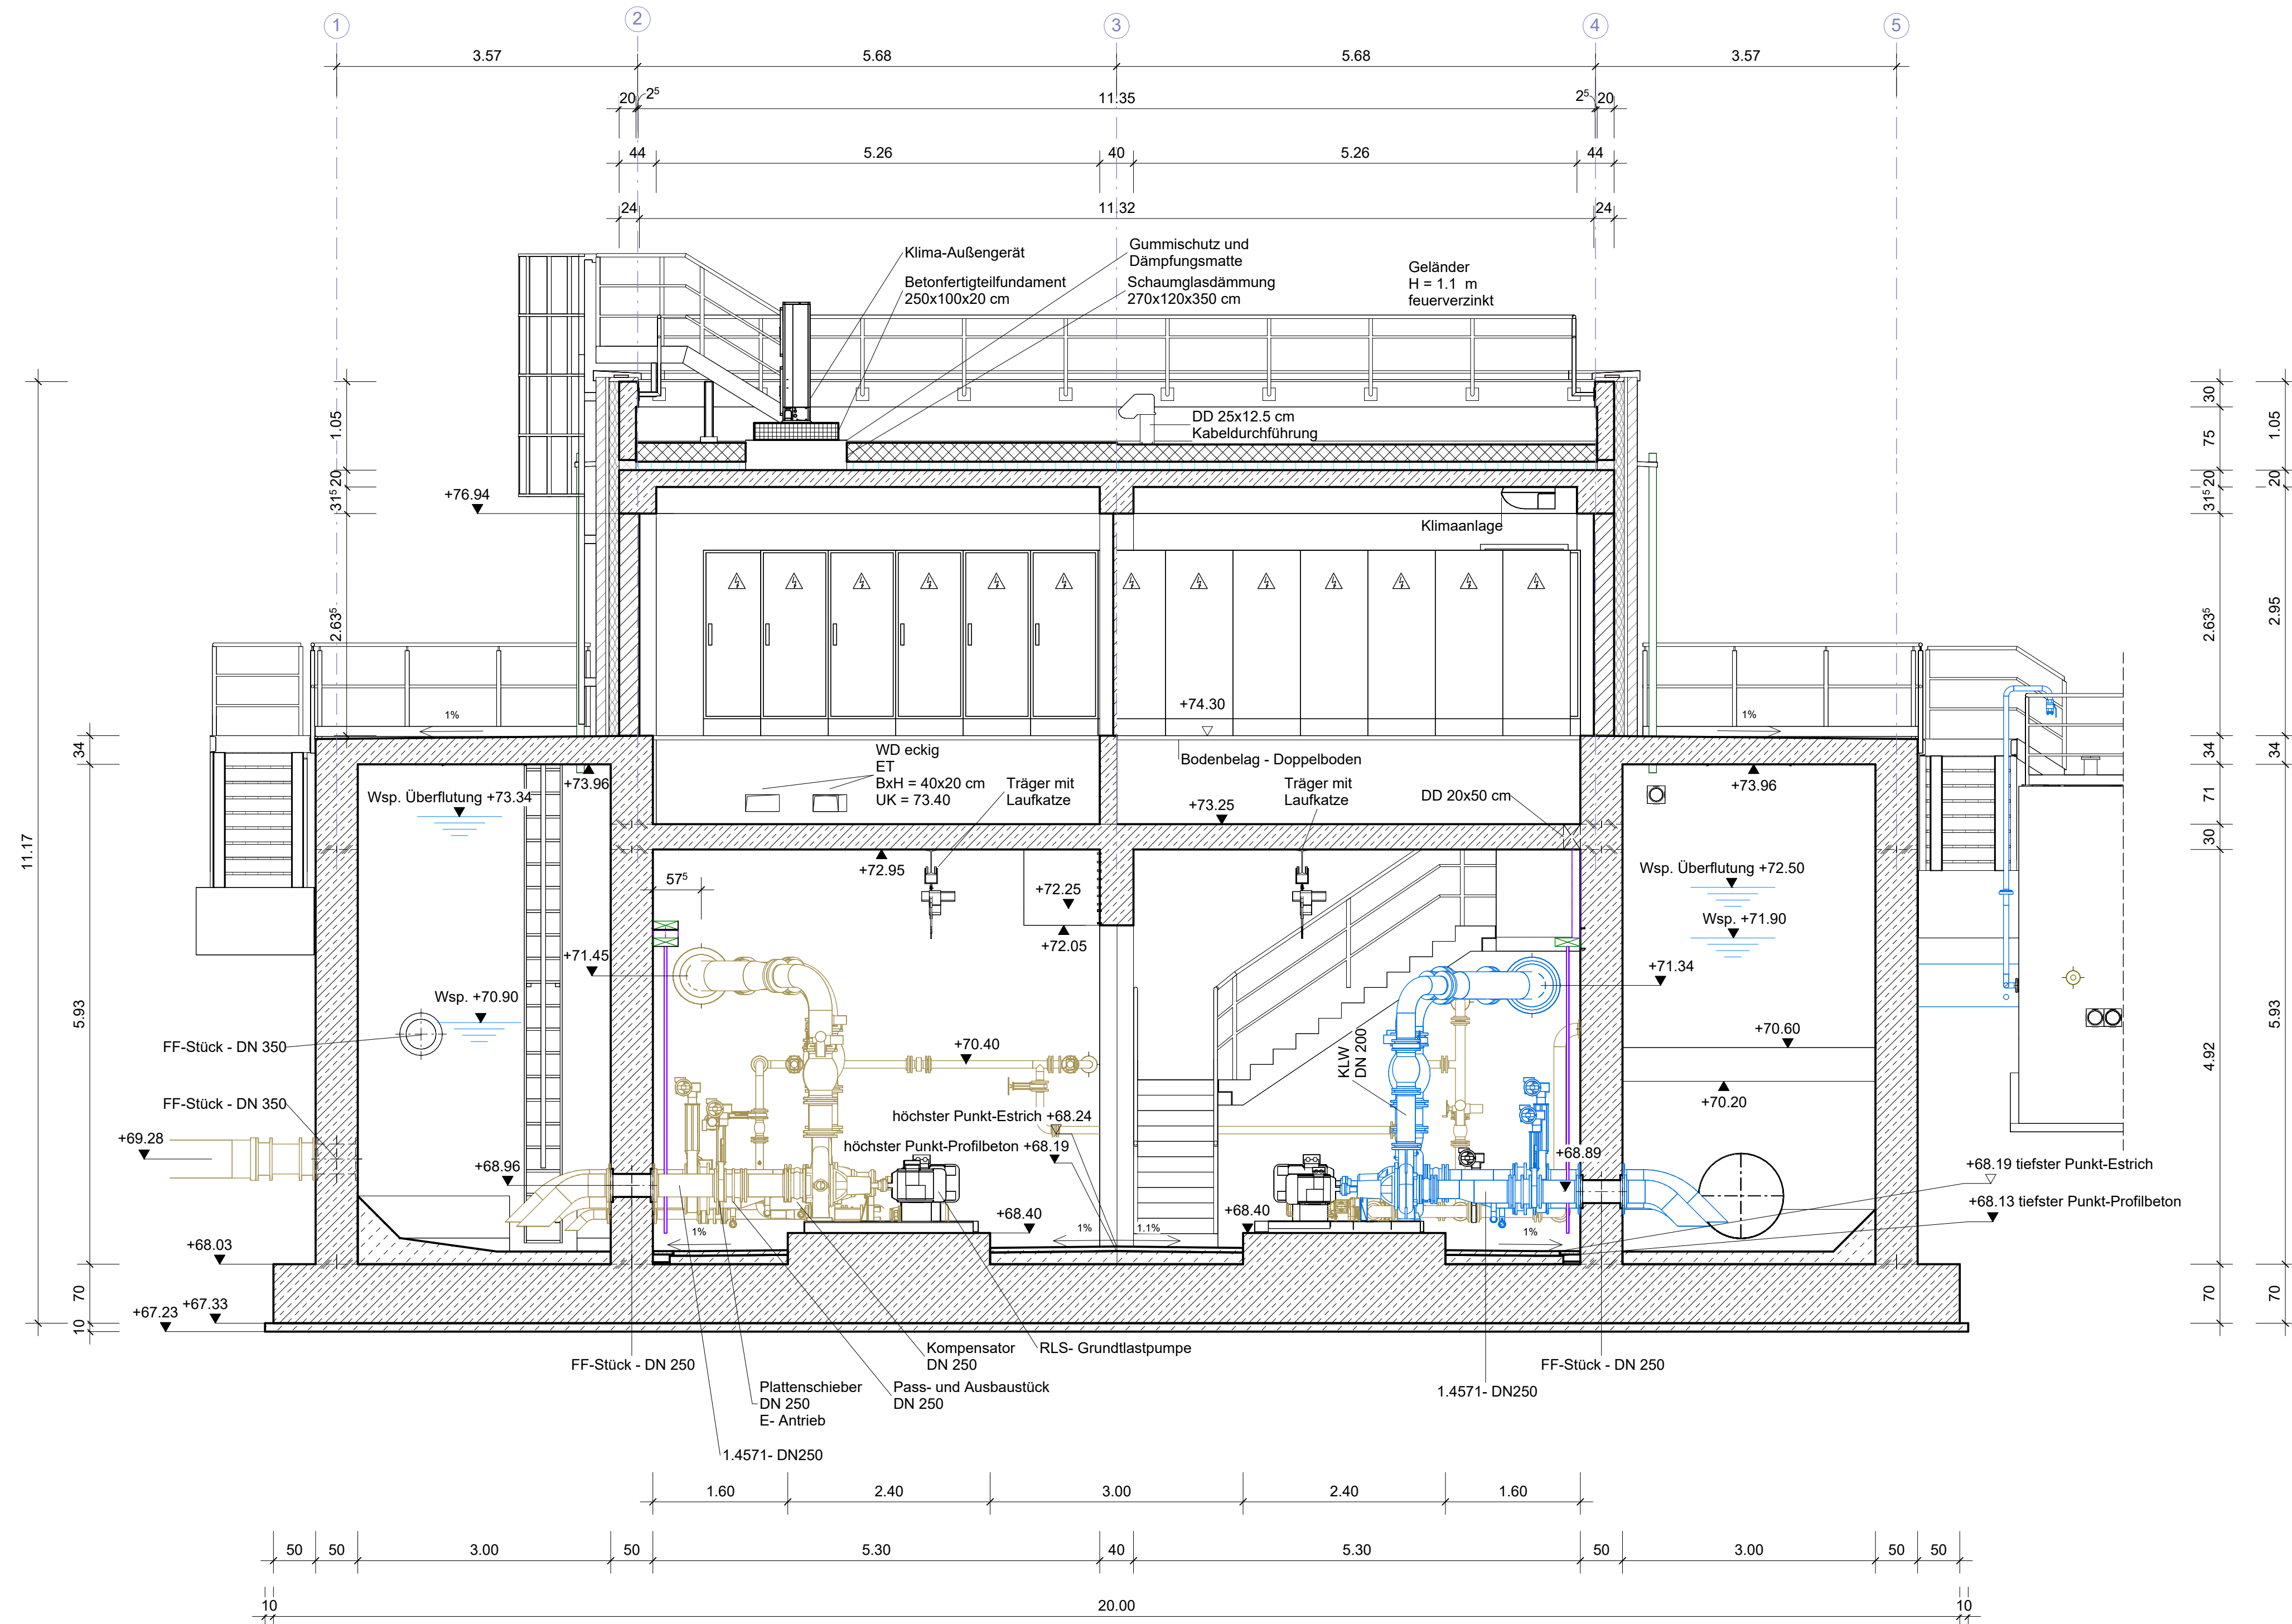 1 2 3 4 5
3.57 5.68 5.68 3.57
20 2⁵ 11.35 2⁵ 20
44 5.26 40 5.26 44
24 11.32 24
Klima-Außengerät
Betonfertigteilfundament
250x100x20 cm
Gummischutz und
Dämpfungsmatte
Schaumglasdämmung
270x120x350 cm
Geländer
H = 1.1 m
feuerverzinkt
DD 25x12.5 cm
Kabeldurchführung
1.05
20
31⁵
2.63⁵
+76.94
Klimaanlage
30
75
20
31⁵
2.63⁵
34
71
30
4.92
70
1.05
20
2.95
34
5.93
70
11.17
34
5.93
70
10
1%
+74.30
1%
WD eckig
ET
BxH = 40x20 cm
UK = 73.40
Bodenbelag - Doppelboden
Träger mit
Laufkatze
Träger mit
Laufkatze
DD 20x50 cm
+73.96
+73.96
Wsp. Überflutung +73.34
+73.25
+72.95
57⁵
+72.25
+72.05
Wsp. Überflutung +72.50
Wsp. +71.90
+71.45
+71.34
Wsp. +70.90
FF-Stück - DN 350
+70.40
KLW
DN 200
+70.60
+70.20
FF-Stück - DN 350
höchster Punkt-Estrich +68.24
höchster Punkt-Profilbeton +68.19
+69.28
+68.96
+68.89
+68.19 tiefster Punkt-Estrich
+68.13 tiefster Punkt-Profilbeton
+68.40
+68.40
1%
1%
1.1%
1%
+68.03
+67.23
+67.33
FF-Stück - DN 250
Kompensator
DN 250
RLS- Grundtlastpumpe
FF-Stück - DN 250
Plattenschieber
DN 250
E- Antrieb
Pass- und Ausbaustück
DN 250
1.4571- DN250
1.4571- DN250
1.60 2.40 3.00 2.40 1.60
50 50 3.00 50 5.30 40 5.30 50 3.00 50 50
10 20.00 10